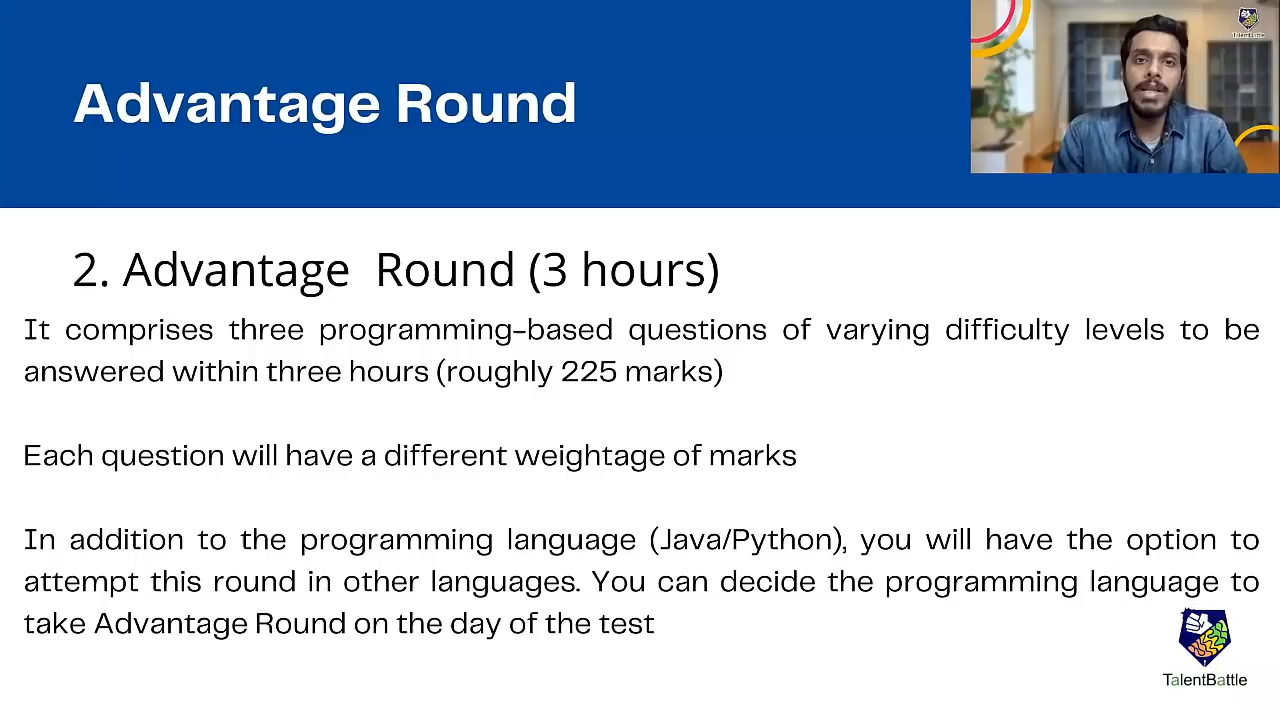 Advantage Round
TalentBattle
2. Advantage Round (3 hours)
It comprises three programming-based questions of varying difficulty levels to be
answered within three hours (roughly 225 marks)
Each question will have a different weightage of marks
In addition to the programming language (Java/Python), you will have the option to
attempt this round in other languages. You can decide the programming language to
take Advantage Round on the day of the test
TalentBattle